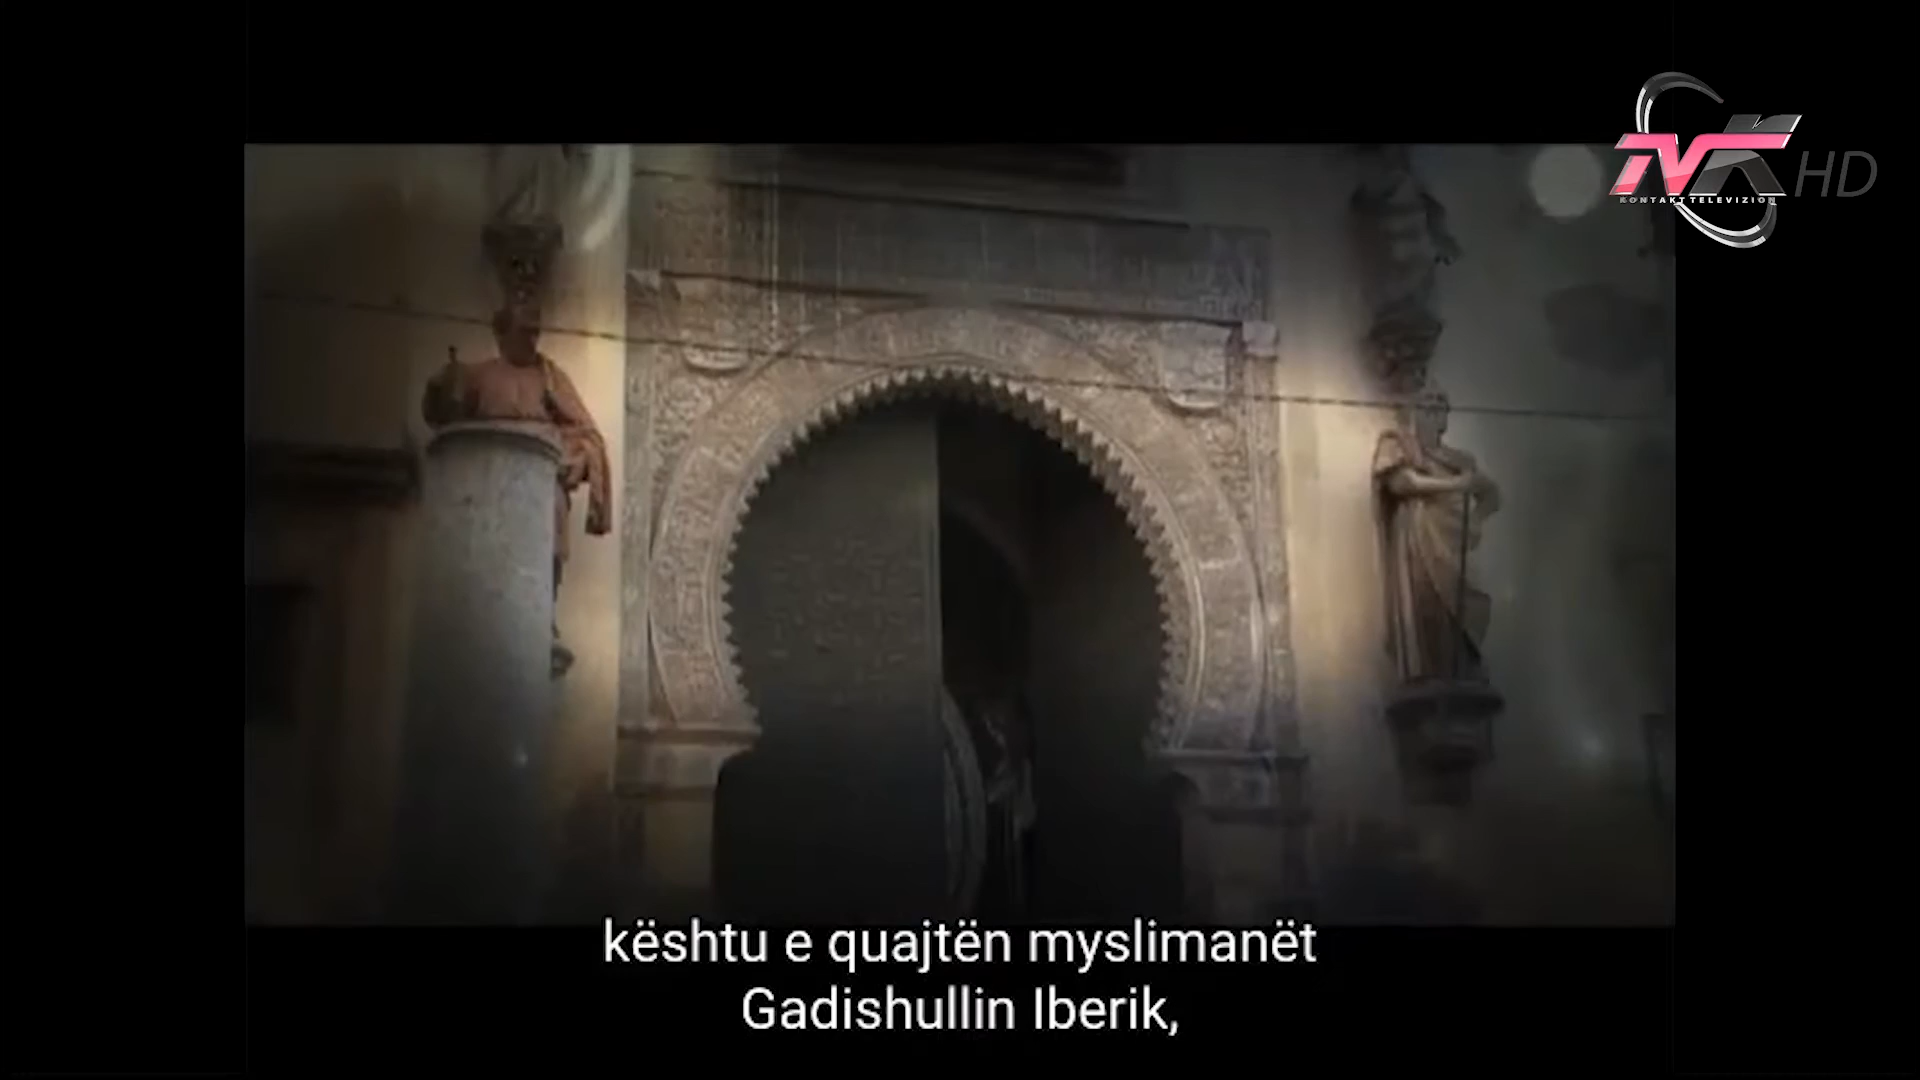 TVK HD
KONTAKT TELEVIZION
kështu e quajtën myslimanët
Gadishullin Iberik,